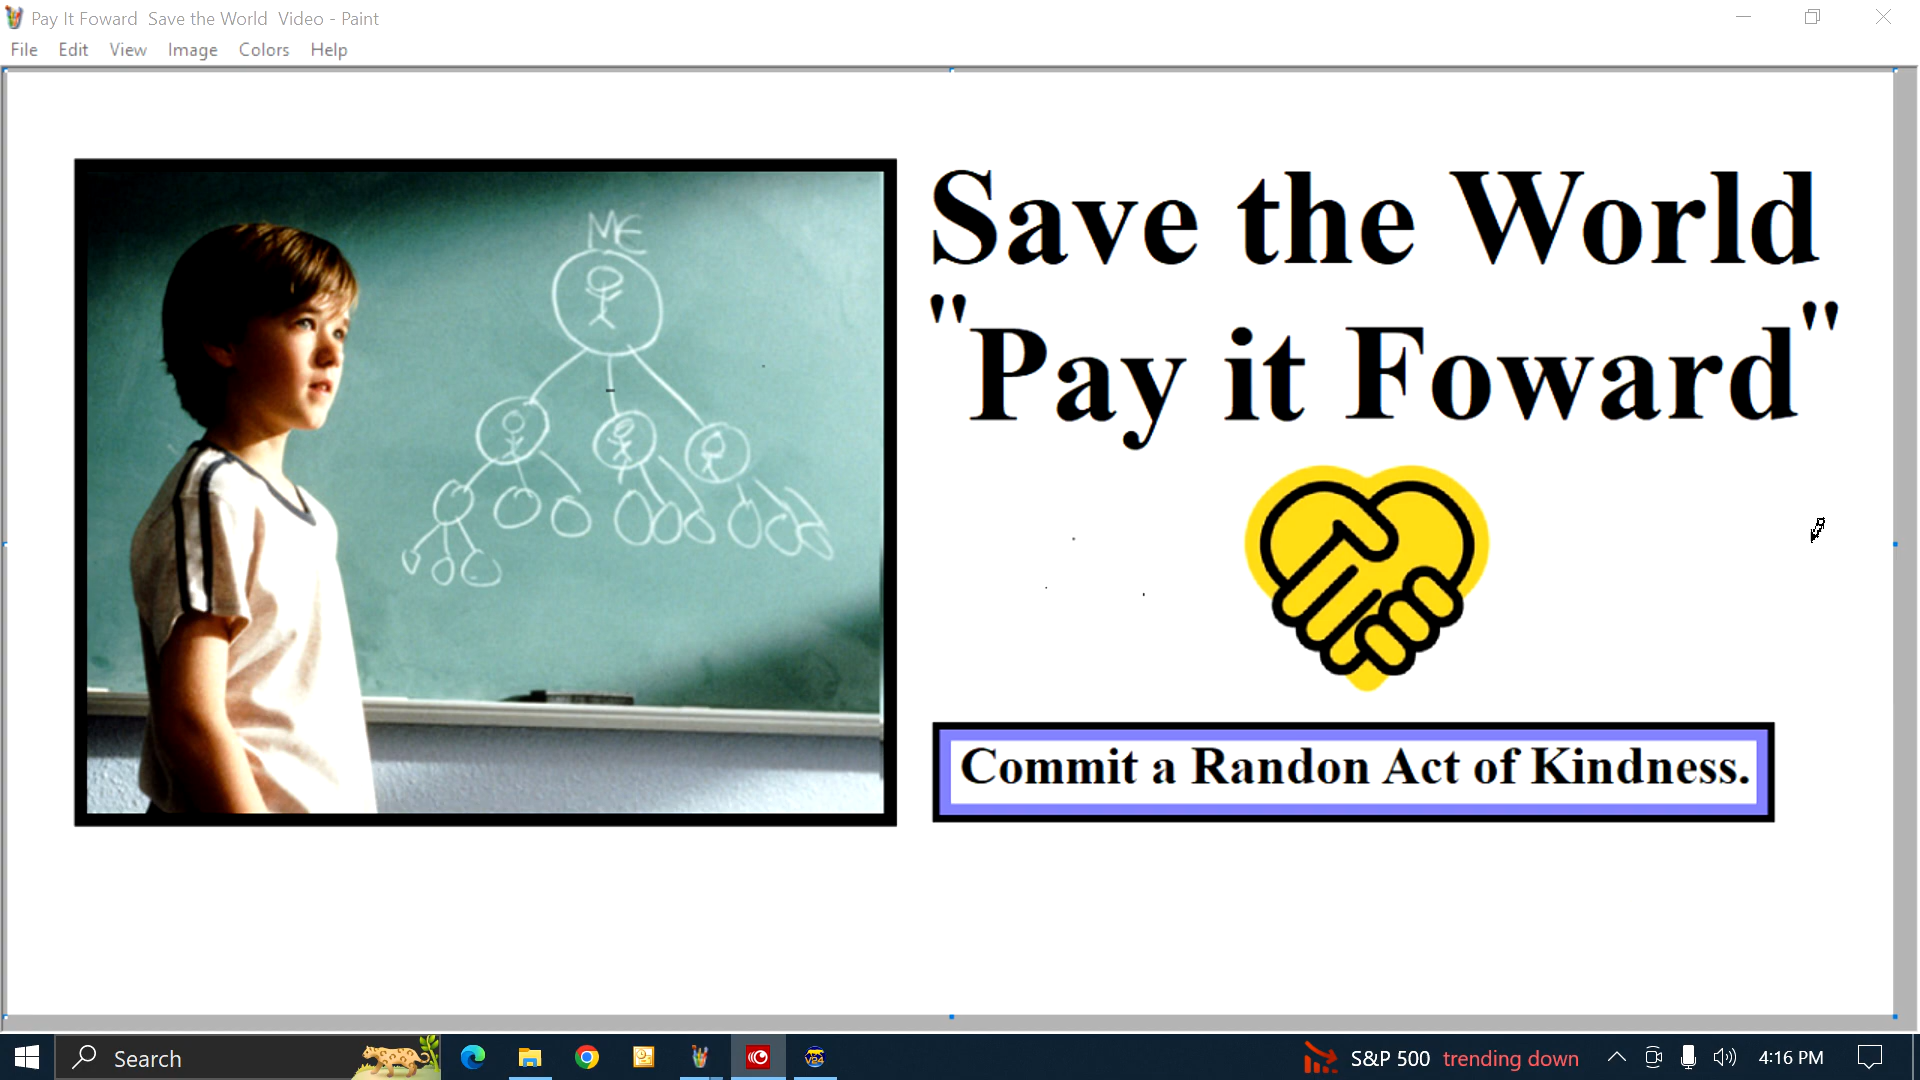 Pay It Foward  Save the World  Video - Paint
File Edit View Image Colors Help
ME
Save the World
"Pay it Foward"
Commit a Randon Act of Kindness.
Search
V24
S&P 500 trending down
4:16 PM